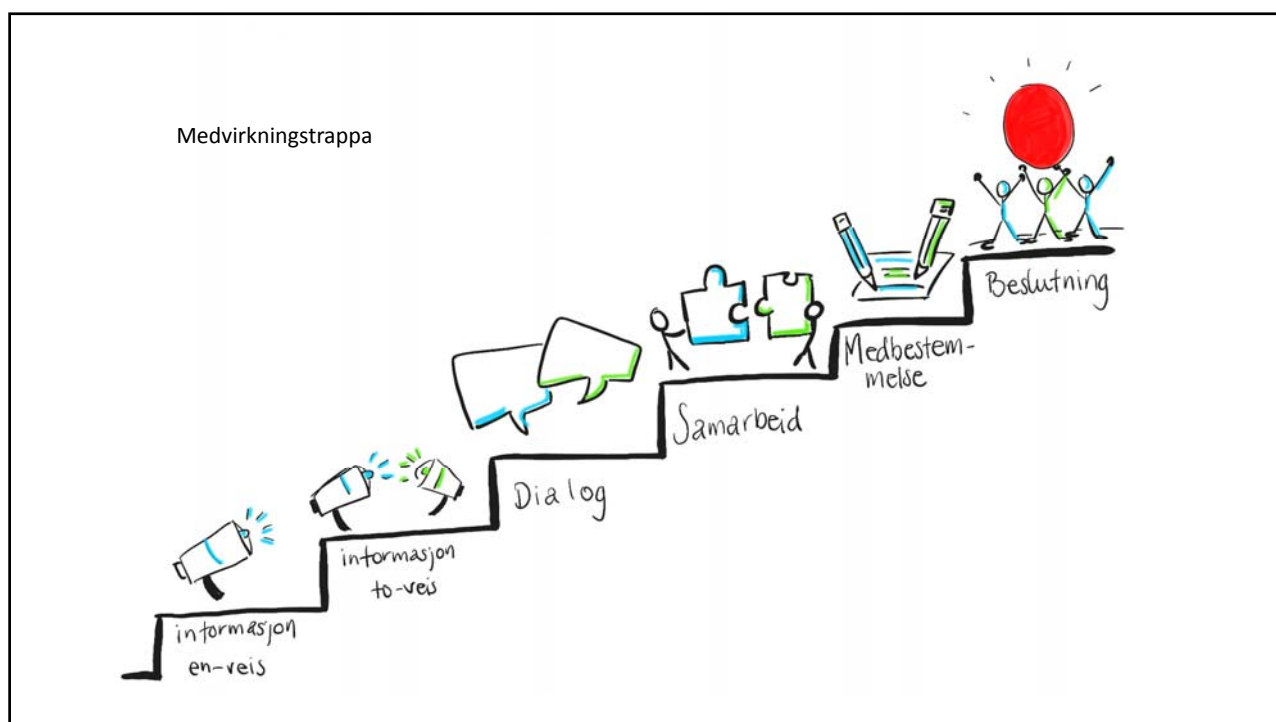 Medvirkningstrappa
Beslutning
Medbestem-
melse
Samarbeid
Dialog
informasjon
to-veis
informasjon
en-veis